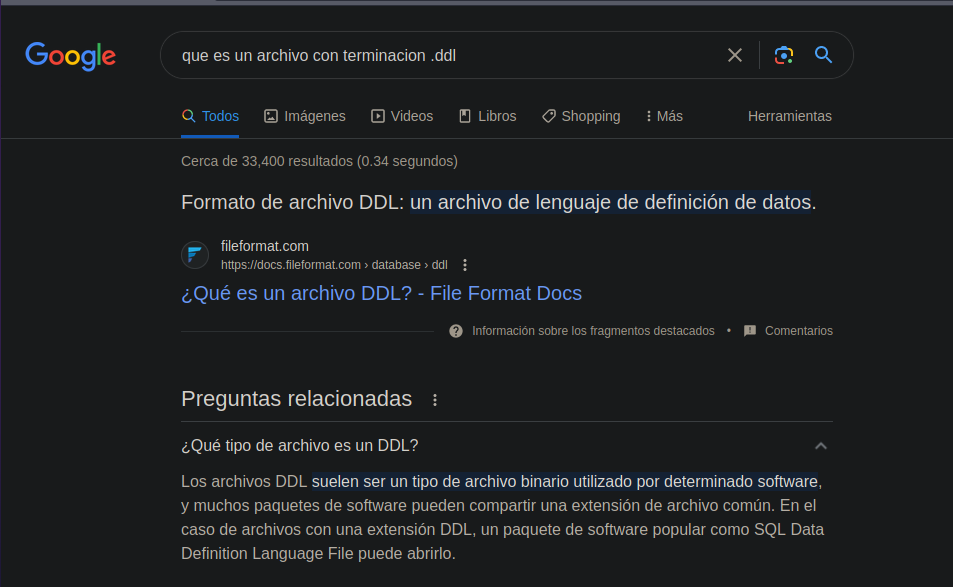 Google
que es un archivo con terminacion .ddl
Todos Imágenes Videos Libros Shopping Más Herramientas
Cerca de 33,400 resultados (0.34 segundos)
Formato de archivo DDL: un archivo de lenguaje de definición de datos.
fileformat.com
https://docs.fileformat.com › database › ddl
¿Qué es un archivo DDL? - File Format Docs
Información sobre los fragmentos destacados • Comentarios
Preguntas relacionadas
¿Qué tipo de archivo es un DDL?
Los archivos DDL suelen ser un tipo de archivo binario utilizado por determinado software,
y muchos paquetes de software pueden compartir una extensión de archivo común. En el
caso de archivos con una extensión DDL, un paquete de software popular como SQL Data
Definition Language File puede abrirlo.